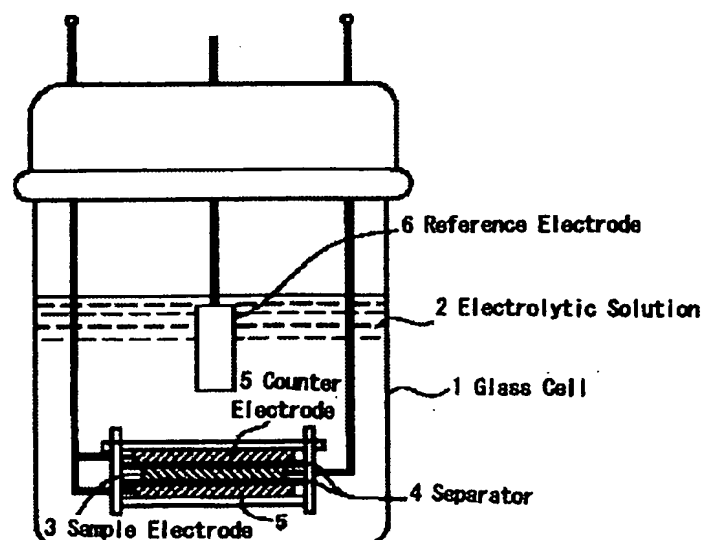 6 Reference Electrode
2 Electrolytic Solution
5 Counter
Electrode
1 Glass Cell
4 Separator
3 Sample Electrode
5